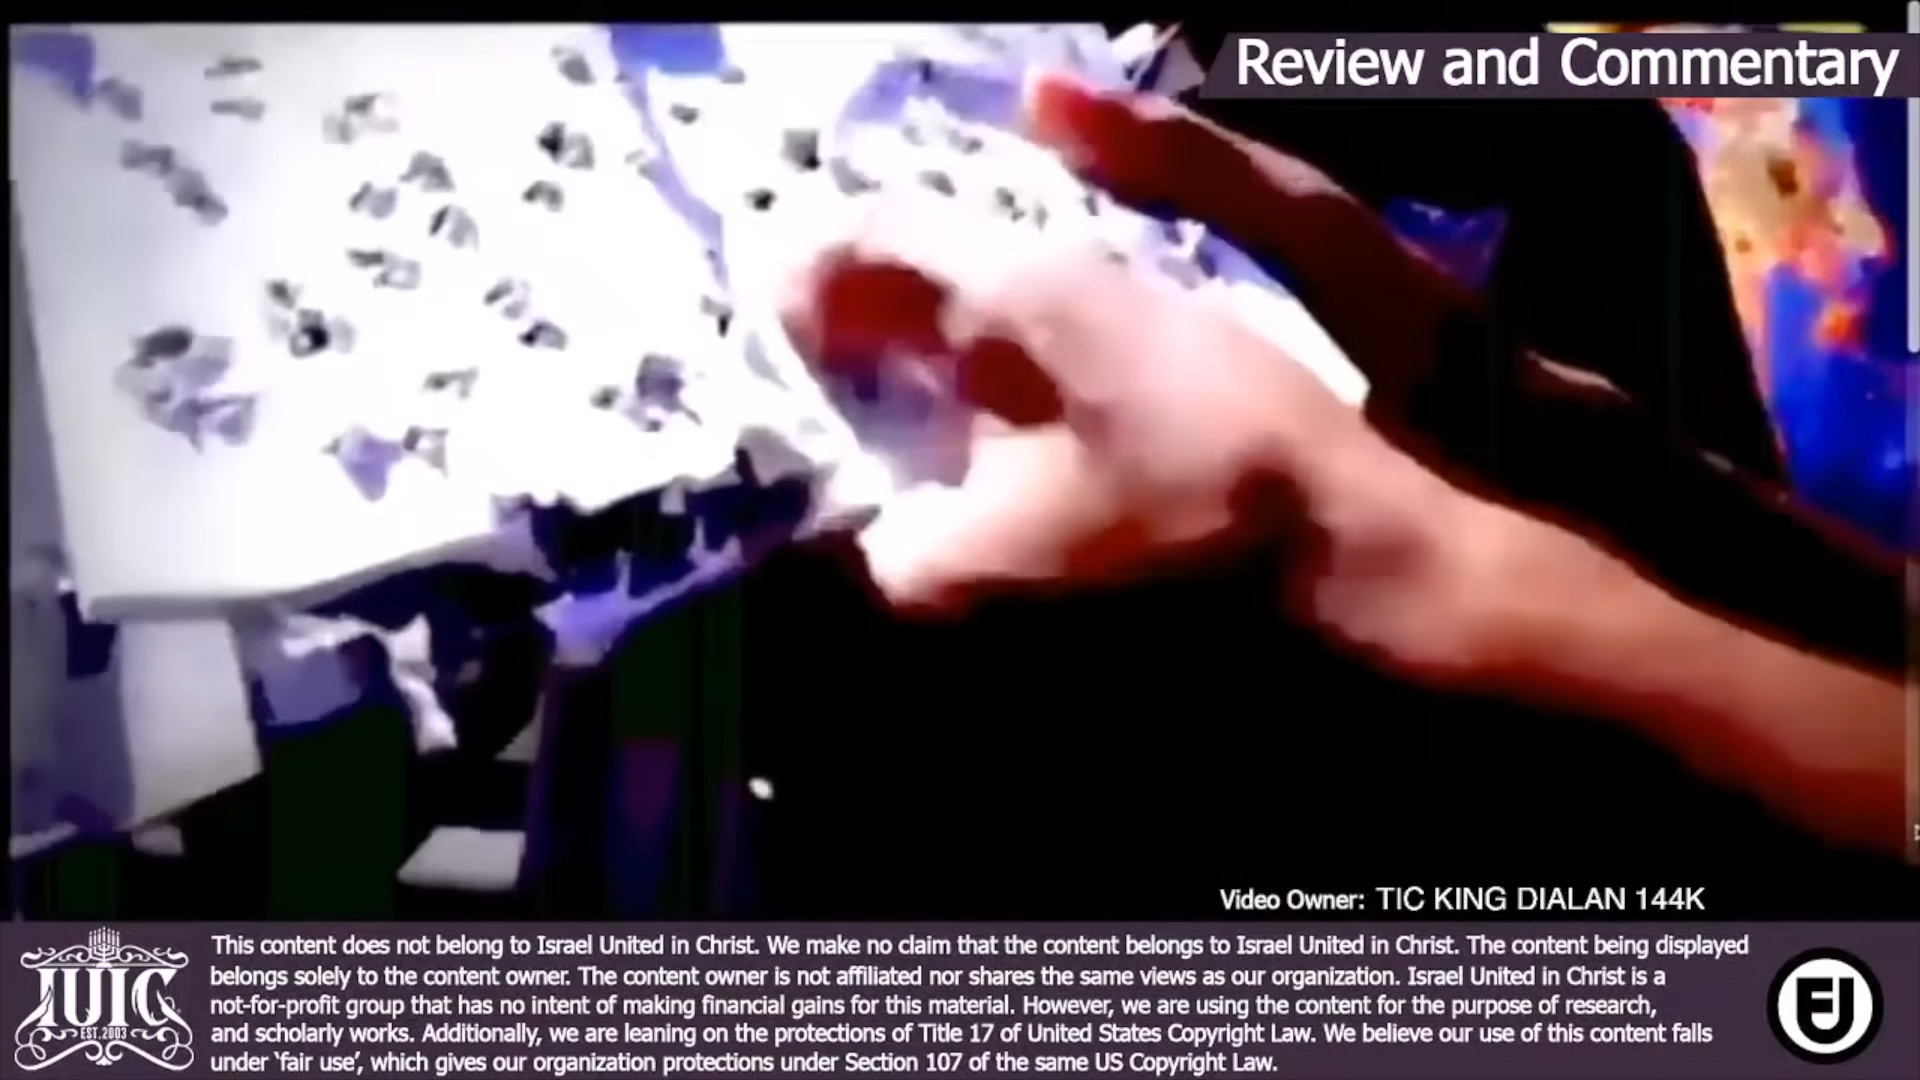 Review and Commentary
Video Owner: TIC KING DIALAN 144K
This content does not belong to Israel United in Christ. We make no claim that the content belongs to Israel United in Christ. The content being displayed
belongs solely to the content owner. The content owner is not affiliated nor shares the same views as our organization. Israel United in Christ is a
not-for-profit group that has no intent of making financial gains for this material. However, we are using the content for the purpose of research,
and scholarly works. Additionally, we are leaning on the protections of Title 17 of United States Copyright Law. We believe our use of this content falls
under 'fair use', which gives our organization protections under Section 107 of the same US Copyright Law.
IUIC
EST. 2003